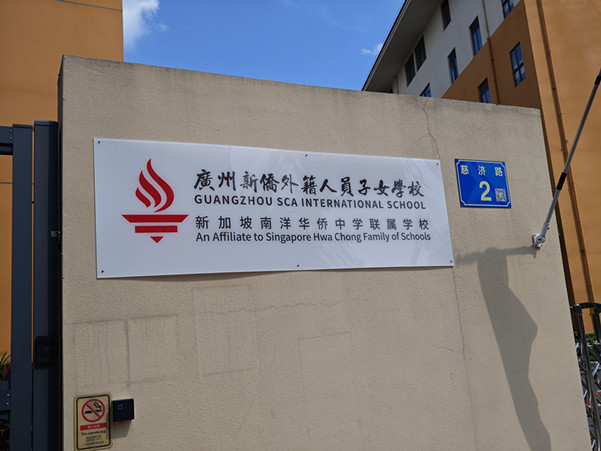 廣州新僑外籍人員子女學校
GUANGZHOU SCA INTERNATIONAL SCHOOL
新加坡南洋华侨中学联属学校
An Affiliate to Singapore Hwa Chong Family of Schools
慈济路
2